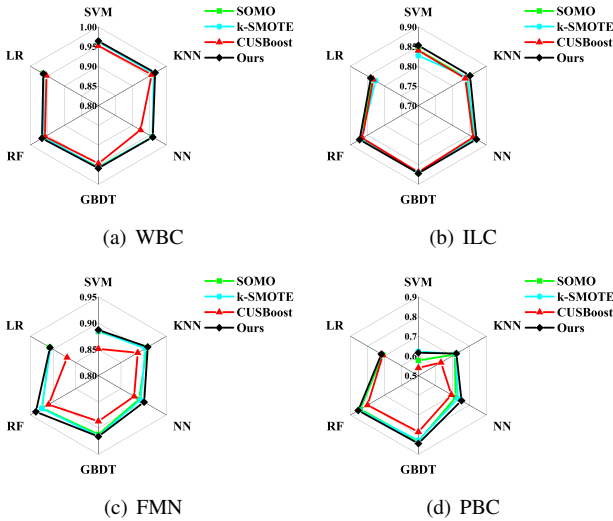 SVM
1.00
0.95
0.90
0.85
0.80
KNN
NN
GBDT
RF
LR
SOMO
k-SMOTE
CUSBoost
Ours
(a) WBC
SVM
0.90
0.85
0.80
0.75
0.70
KNN
NN
GBDT
RF
LR
SOMO
k-SMOTE
CUSBoost
Ours
(b) ILC
SVM
0.95
0.90
0.85
0.80
KNN
NN
GBDT
RF
LR
SOMO
k-SMOTE
CUSBoost
Ours
(c) FMN
SVM
0.9
0.8
0.7
0.6
0.5
KNN
NN
GBDT
RF
LR
SOMO
k-SMOTE
CUSBoost
Ours
(d) PBC